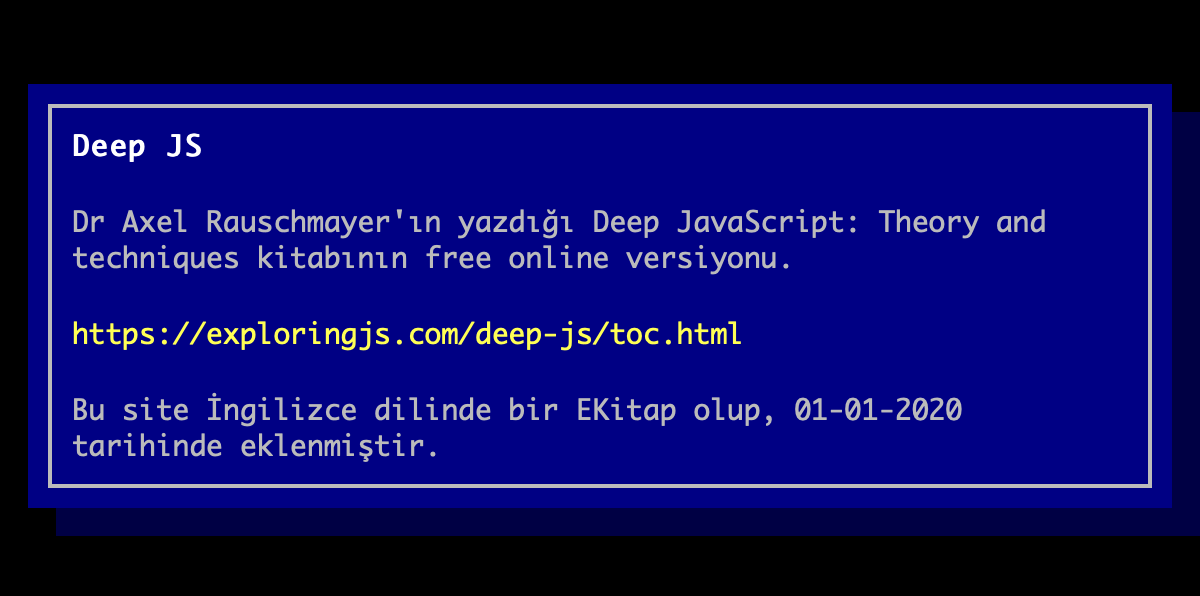 Deep JS
Dr Axel Rauschmayer'ın yazdığı Deep JavaScript: Theory and
techniques kitabının free online versiyonu.
https://exploringjs.com/deep-js/toc.html
Bu site İngilizce dilinde bir EKitap olup, 01-01-2020
tarihinde eklenmiştir.